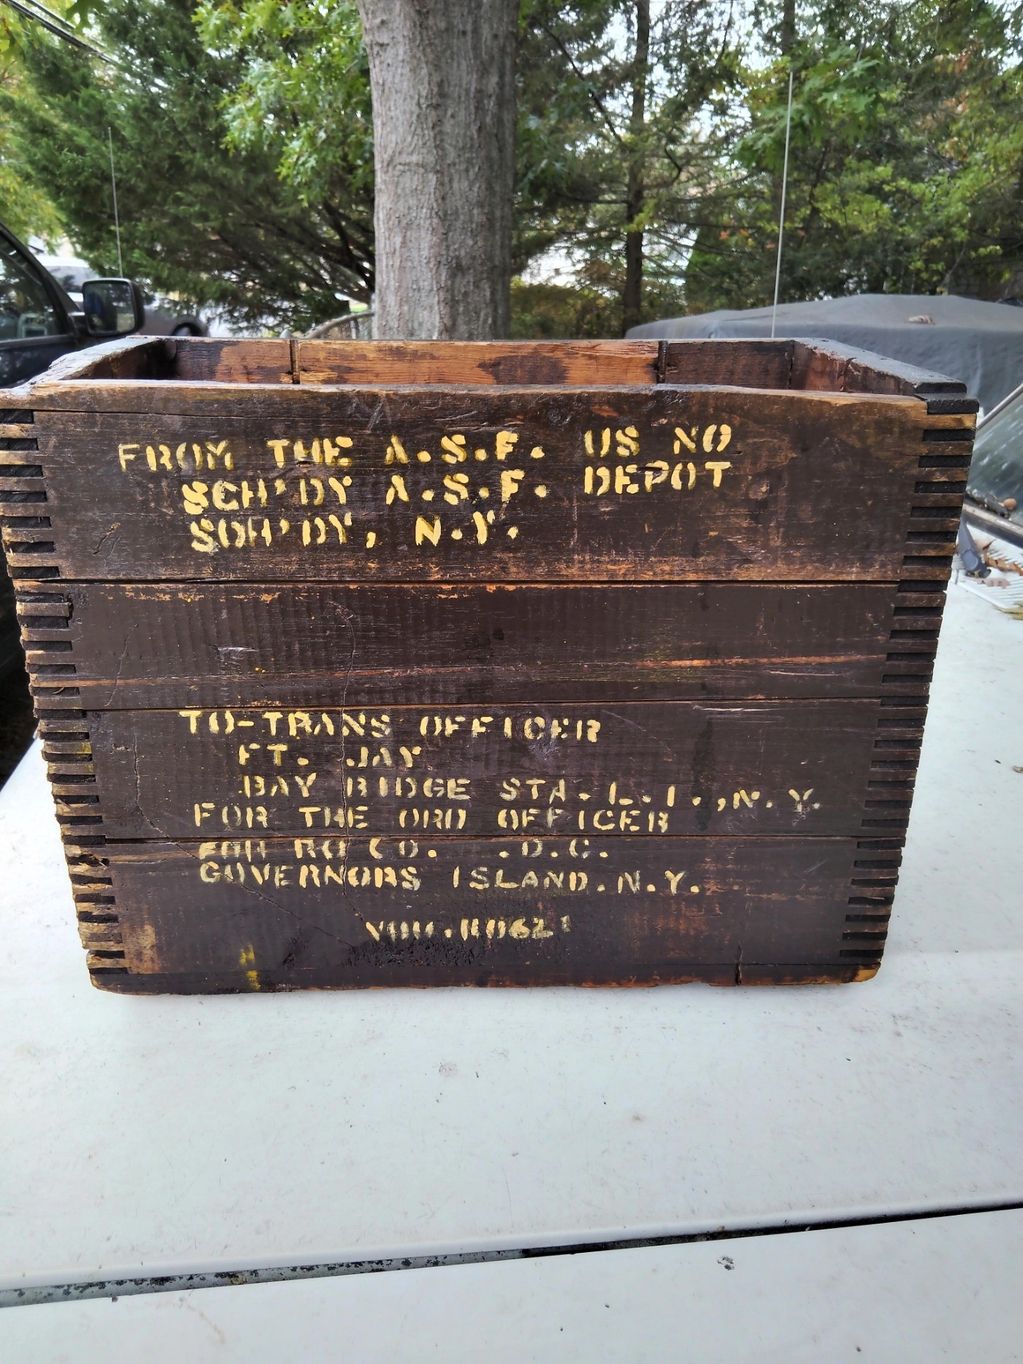 FROM THE A.S.F. US NO
SCH'DY A.S.F. DEPOT
SCH'DY, N.Y.
TO-TRANS OFFICER
FT. JAY
BAY RIDGE STA. L.I., N.Y.
FOR THE ORD OFFICER
CO. .D.C.
GOVERNORS ISLAND. N.Y.